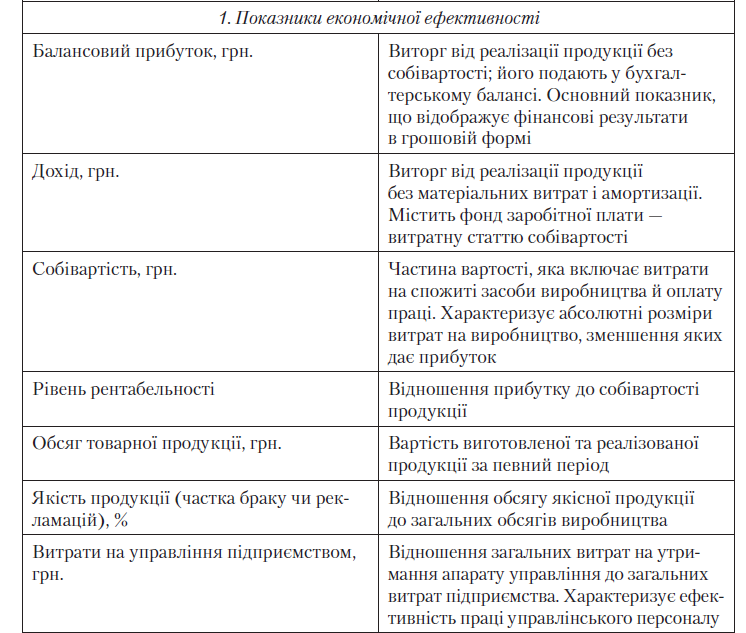 1. Показники економічної ефективності
Балансовий прибуток, грн.
Виторг від реалізації продукції без
собівартості; його подають у бухгал-
терському балансі. Основний показник,
що відображує фінансові результати
в грошовій формі
Дохід, грн.
Виторг від реалізації продукції
без матеріальних витрат і амортизації.
Містить фонд заробітної плати —
витратну статтю собівартості
Собівартість, грн.
Частина вартості, яка включає витрати
на спожиті засоби виробництва й оплату
праці. Характеризує абсолютні розміри
витрат на виробництво, зменшення яких
дає прибуток
Рівень рентабельності
Відношення прибутку до собівартості
продукції
Обсяг товарної продукції, грн.
Вартість виготовленої та реалізованої
продукції за певний період
Якість продукції (частка браку чи рек-
ламацій), %
Відношення обсягу якісної продукції
до загальних обсягів виробництва
Витрати на управління підприємством,
грн.
Відношення загальних витрат на утри-
мання апарату управління до загальних
витрат підприємства. Характеризує ефек-
тивність праці управлінського персоналу